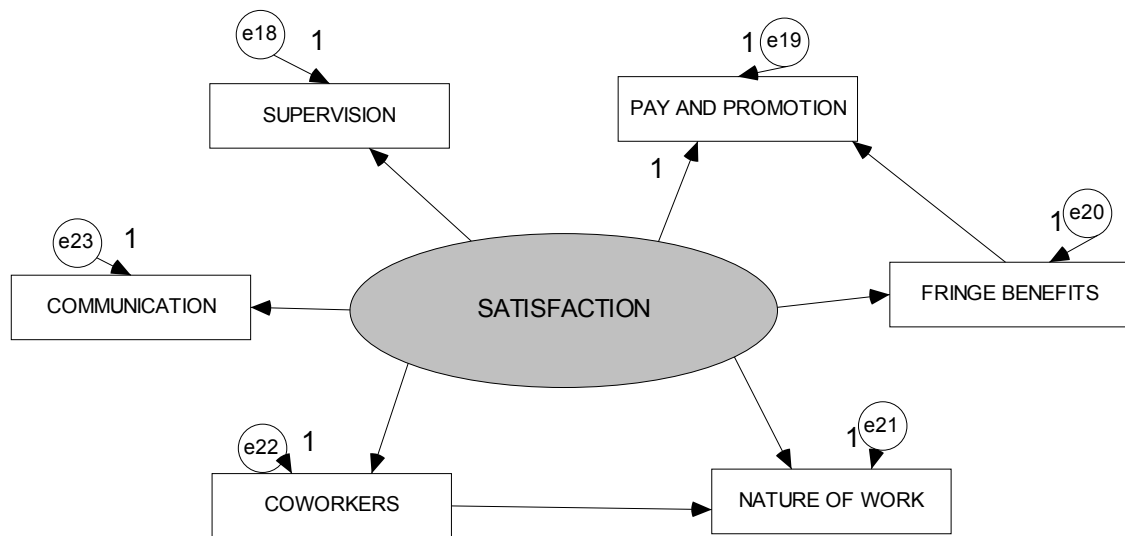 e18
1
1
e19
SUPERVISION
PAY AND PROMOTION
1
e23
1
1
e20
COMMUNICATION
SATISFACTION
FRINGE BENEFITS
e22
1
1
e21
COWORKERS
NATURE OF WORK